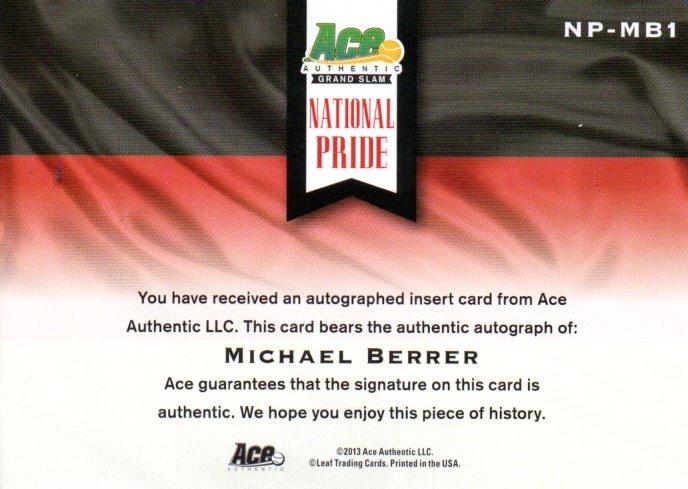 NP-MB1
Ace
AUTHENTIC
GRAND SLAM
NATIONAL
PRIDE
You have received an autographed insert card from Ace
Authentic LLC. This card bears the authentic autograph of:
MICHAEL BERRER
Ace guarantees that the signature on this card is
authentic. We hope you enjoy this piece of history.
Ace
AUTHENTIC
©2013 Ace Authentic LLC.
©Leaf Trading Cards. Printed in the USA.